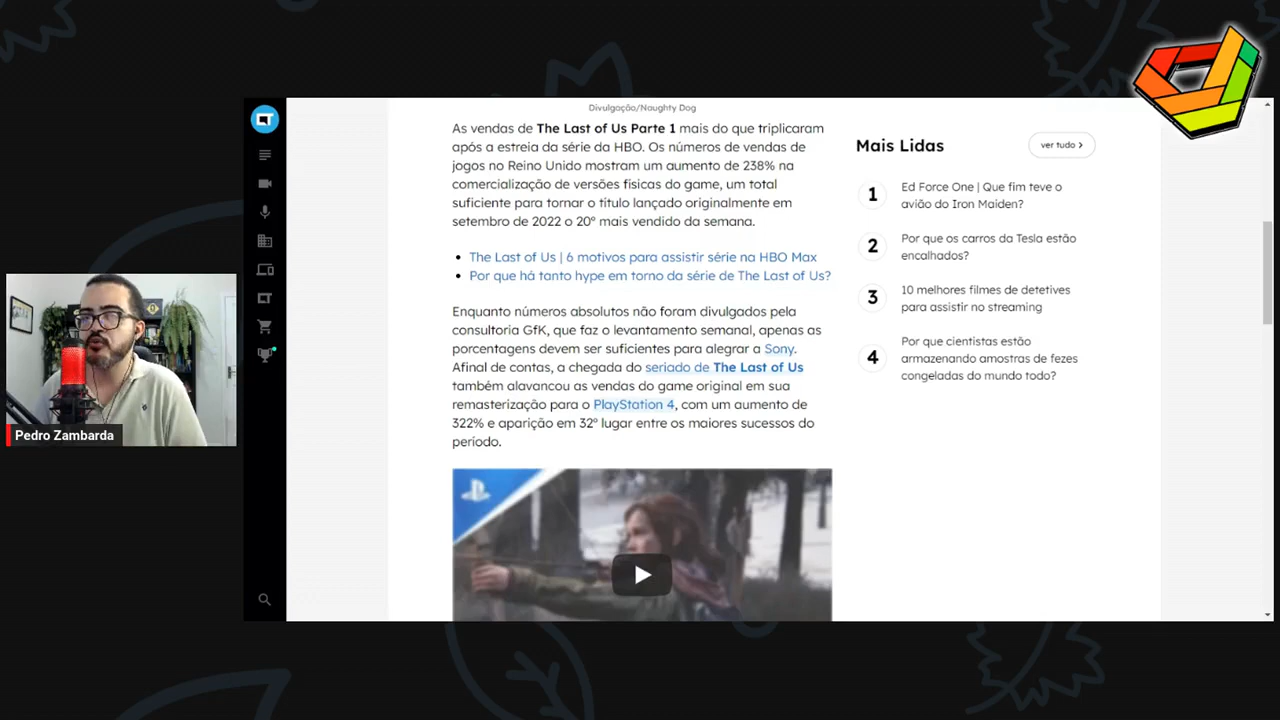 Divulgação/Naughty Dog
As vendas de The Last of Us Parte 1 mais do que triplicaram
após a estreia da série da HBO. Os números de vendas de
jogos no Reino Unido mostram um aumento de 238% na
comercialização de versões físicas do game, um total
suficiente para tornar o título lançado originalmente em
setembro de 2022 o 20º mais vendido da semana.
The Last of Us | 6 motivos para assistir série na HBO Max
Por que há tanto hype em torno da série de The Last of Us?
Enquanto números absolutos não foram divulgados pela
consultoria GfK, que faz o levantamento semanal, apenas as
porcentagens devem ser suficientes para alegrar a Sony.
Afinal de contas, a chegada do seriado de The Last of Us
também alavancou as vendas do game original em sua
remasterização para o PlayStation 4, com um aumento de
322% e aparição em 32º lugar entre os maiores sucessos do
período.
Mais Lidas
ver tudo >
1
Ed Force One | Que fim teve o
avião do Iron Maiden?
2
Por que os carros da Tesla estão
encalhados?
3
10 melhores filmes de detetives
para assistir no streaming
4
Por que cientistas estão
armazenando amostras de fezes
congeladas do mundo todo?
Pedro Zambarda